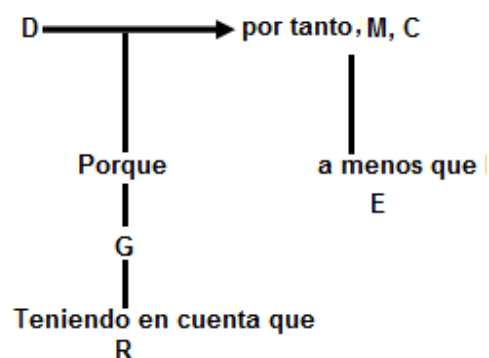 D por tanto, M, C
Porque a menos que
E
G
Teniendo en cuenta que
R